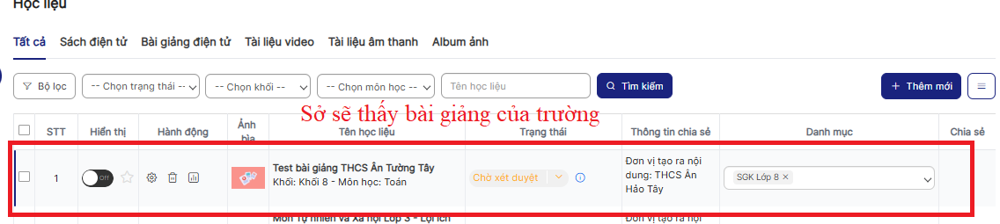 Học liệu
Tất cả Sách điện tử Bài giảng điện tử Tài liệu video Tài liệu âm thanh Album ảnh
Bộ lọc -- Chọn trạng thái -- -- Chọn khối -- -- Chọn môn học -- Tên học liệu Tìm kiếm + Thêm mới
Sở sẽ thấy bài giảng của trường
STT Hiển thị Hành động Ảnh bìa Tên học liệu Trạng thái Thông tin chia sẻ Danh mục Chia sẻ
1 Off
Test bài giảng THCS Ân Tường Tây
Khối: Khối 8 - Môn học: Toán
Chờ xét duyệt
Đơn vị tạo ra nội
dung: THCS Ân
Hảo Tây
SGK Lớp 8 ×
Môn Tự nhiên và Xã hội Lớp 3 - Lợi ích
Đơn vị tạo ra nội